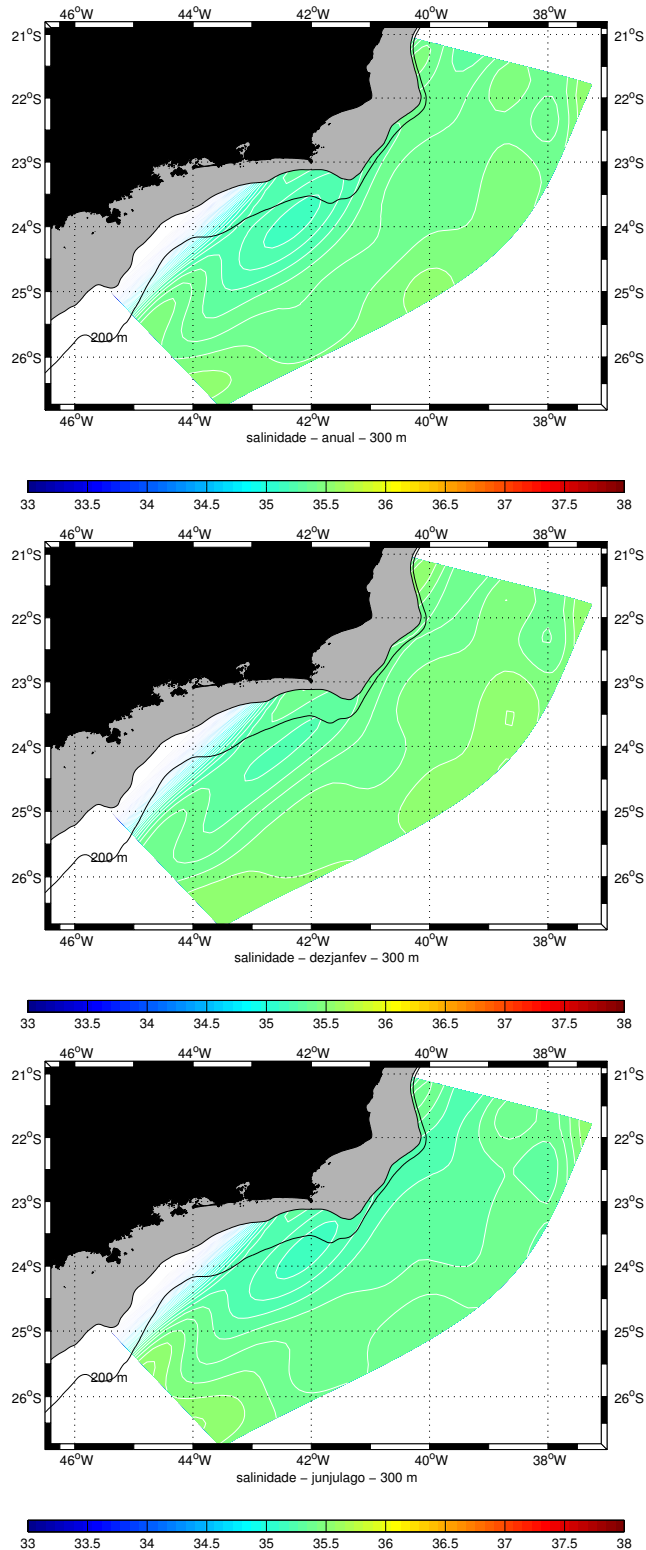 46°W 44°W 42°W 40°W 38°W
21°S 21°S
22°S 22°S
23°S 23°S
24°S 24°S
25°S 25°S
200 m
26°S 26°S
46°W 44°W 42°W 40°W 38°W
salinidade – anual – 300 m
33 33.5 34 34.5 35 35.5 36 36.5 37 37.5 38
46°W 44°W 42°W 40°W 38°W
21°S 21°S
22°S 22°S
23°S 23°S
24°S 24°S
25°S 25°S
200 m
26°S 26°S
46°W 44°W 42°W 40°W 38°W
salinidade – dezjanfev – 300 m
33 33.5 34 34.5 35 35.5 36 36.5 37 37.5 38
46°W 44°W 42°W 40°W 38°W
21°S 21°S
22°S 22°S
23°S 23°S
24°S 24°S
25°S 25°S
200 m
26°S 26°S
46°W 44°W 42°W 40°W 38°W
salinidade – junjulago – 300 m
33 33.5 34 34.5 35 35.5 36 36.5 37 37.5 38